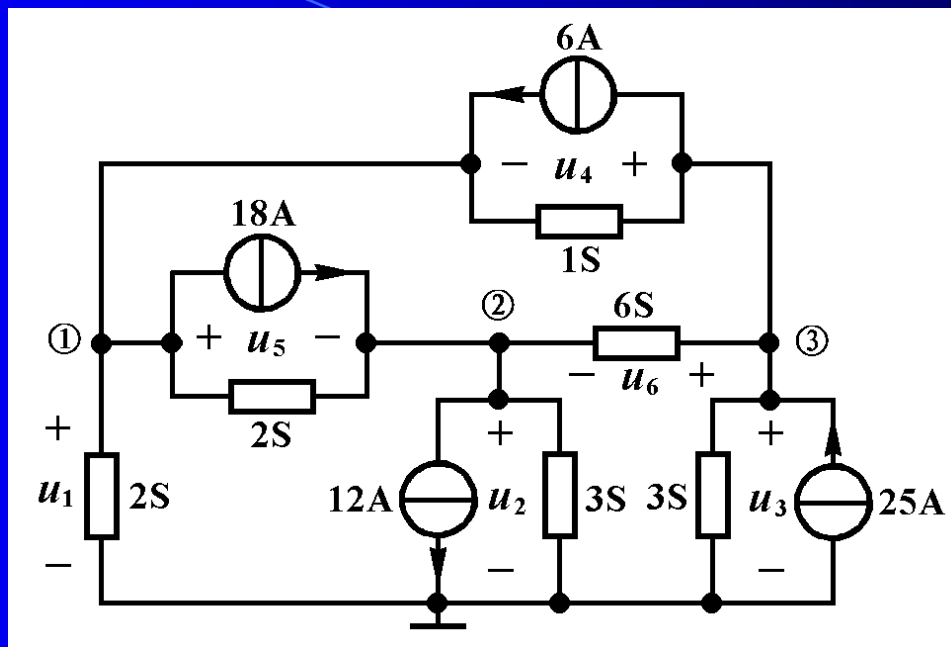 6A
− u4 +
18A
1S
① + u5 − ② 6S ③
− u6 +
2S
+ + +
u1 2S 12A u2 3S 3S u3 25A
− − −